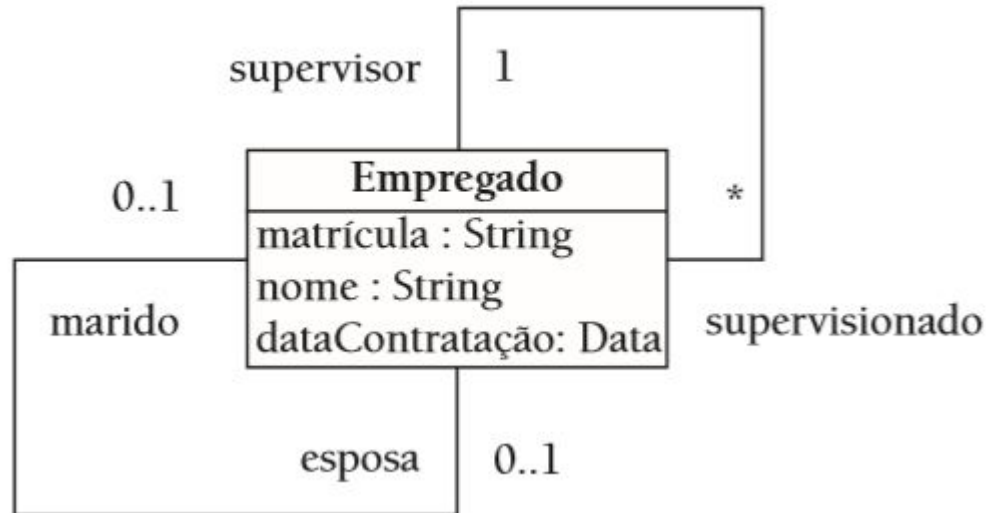 supervisor 1
0..1
Empregado
*
matrícula : String
nome : String
dataContratação: Data
marido
supervisionado
esposa 0..1